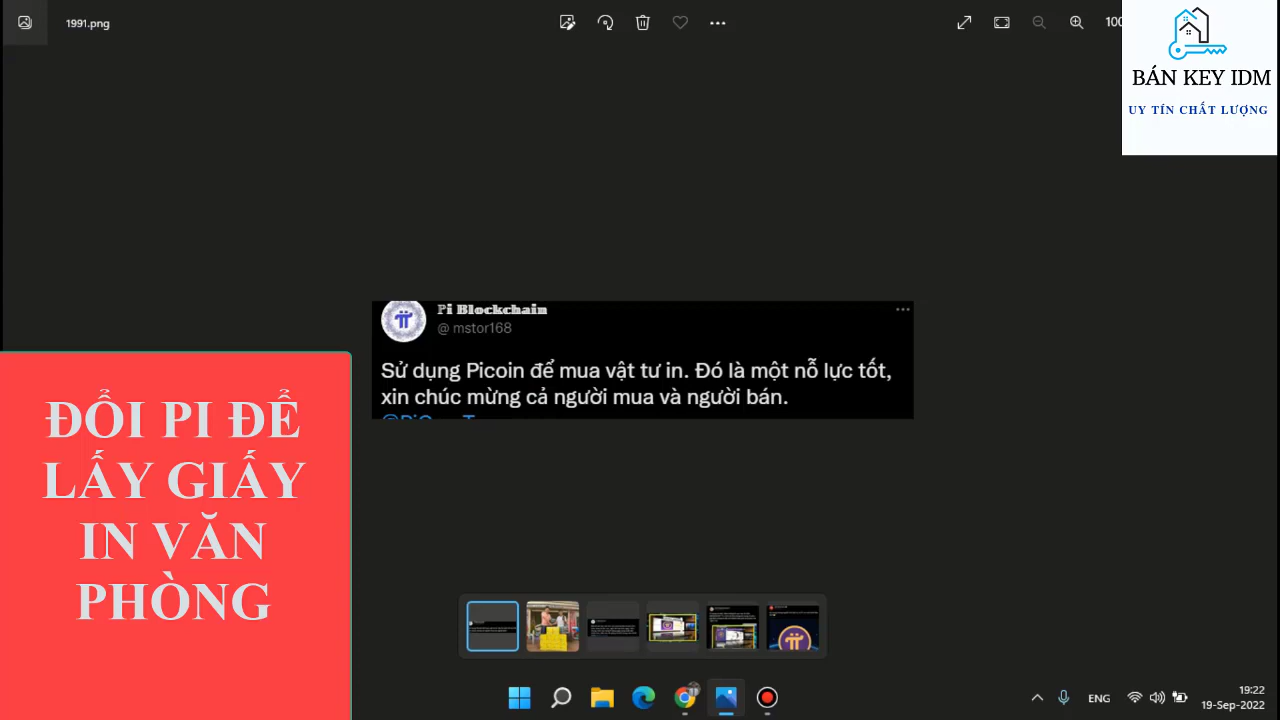 1991.png
100
BÁN KEY IDM
UY TÍN CHẤT LƯỢNG
Pi Blockchain
@ mstor168
Sử dụng Picoin để mua vật tư in. Đó là một nỗ lực tốt,
xin chúc mừng cả người mua và người bán.
ĐỔI PI ĐỂ
LẤY GIẤY
IN VĂN
PHÒNG
ENG
19:22
19-Sep-2022